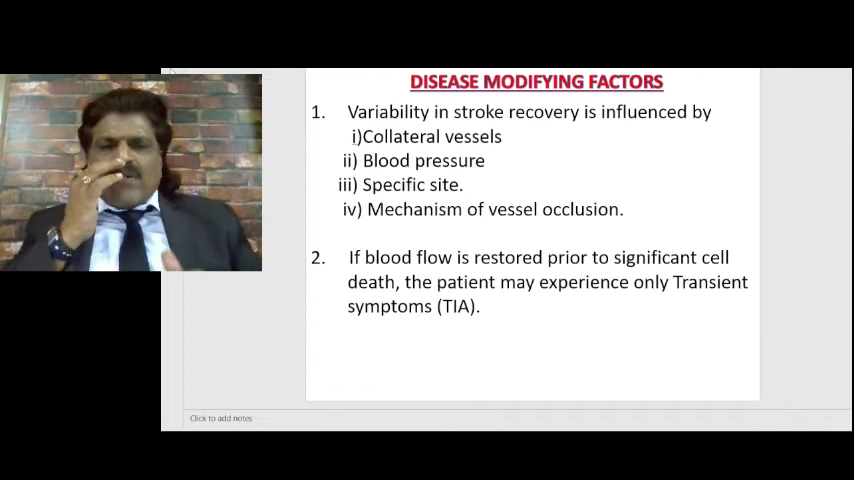 DISEASE MODIFYING FACTORS
1. Variability in stroke recovery is influenced by
i)Collateral vessels
ii) Blood pressure
iii) Specific site.
iv) Mechanism of vessel occlusion.
2. If blood flow is restored prior to significant cell
death, the patient may experience only Transient
symptoms (TIA).
Click to add notes